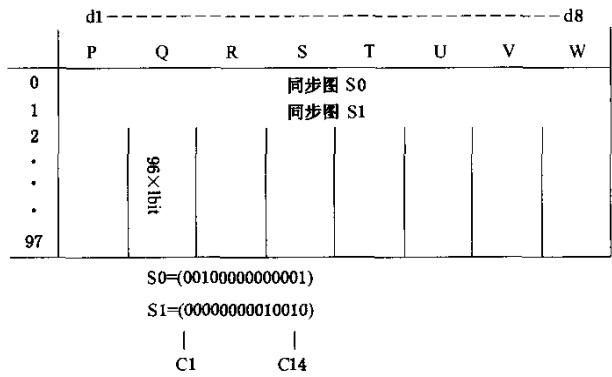 d1 d8
P Q R S T U V W
0 同步图 S0
1 同步图 S1
2
·
· 96×1bit
·
97
S0=(00100000000001)
S1=(00000000010010)
C1 C14